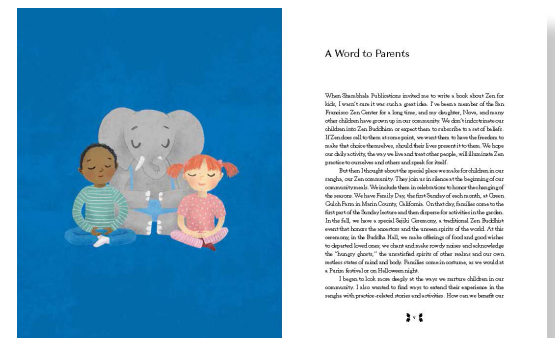 A Word to Parents
When Shambhala Publications invited me to write a book about Zen for
kids, I wasn't sure it was such a great idea. I've been a member of the San
Francisco Zen Center for a long time, and my daughter, Nova, and many
other children have grown up in our community. We don't indoctrinate our
children into Zen Buddhism or expect them to subscribe to a set of beliefs.
If Zen does call to them at some point, we want them to have the freedom to
make that choice themselves, should their lives present it to them. We hope
our daily activity, the way we live and treat other people, will illuminate Zen
practice to ourselves and others and speak for itself.
But then I thought about the special place we make for children in our
sangha, our Zen community. They join us in silence at the beginning of our
community meals. We include them in celebrations to honor the changing of
the seasons. We have Family Day, the first Sunday of each month, at Green
Gulch Farm in Marin County, California. On that day, families come to the
first part of the Sunday lecture and then disperse for activities in the garden.
In the fall, we have a special Sejiki Ceremony, a traditional Zen Buddhist
event that honors the ancestors and the unseen spirits of the world. At this
ceremony, in the Buddha Hall, we make offerings of food and good wishes
to departed loved ones; we chant and make rowdy noises and acknowledge
the "hungry ghosts," the unsatisfied spirits of other realms and our own
restless states of mind and body. Families come in costume, as we would at
a Purim festival or on Halloween night.
I began to look more deeply at the ways we nurture children in our
community. I also wanted to find ways to extend their experience in the
sangha with practice-related stories and activities. How can we benefit our